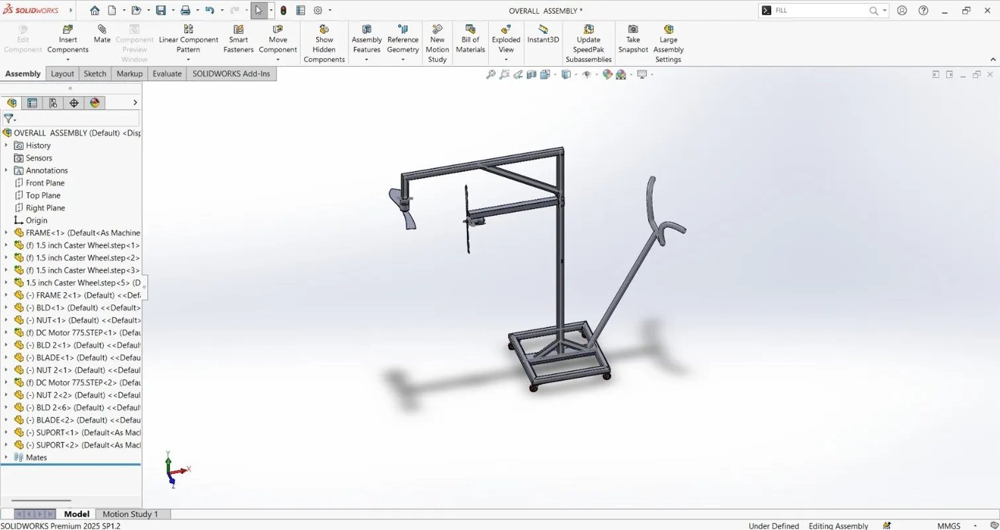 SOLIDWORKS
OVERALL ASSEMBLY *
FILL
Edit Component
Insert Components
Mate
Component Preview Window
Linear Component Pattern
Smart Fasteners
Move Component
Show Hidden Components
Assembly Features
Reference Geometry
New Motion Study
Bill of Materials
Exploded View
Instant3D
Update SpeedPak Subassemblies
Take Snapshot
Large Assembly Settings
Assembly
Layout
Sketch
Markup
Evaluate
SOLIDWORKS Add-Ins
OVERALL ASSEMBLY (Default) <Disp
History
Sensors
Annotations
Front Plane
Top Plane
Right Plane
Origin
FRAME<1> (Default<As Machine
(f) 1.5 inch Caster Wheel.step<1>
(f) 1.5 inch Caster Wheel.step<2>
(f) 1.5 inch Caster Wheel.step<3>
1.5 inch Caster Wheel.step<5> (D
(-) FRAME 2<1> (Default) <<Def
(-) BLD<1> (Default) <<Default>
(-) NUT<1> (Default) <<Default>
(f) DC Motor 775.STEP<1> (Defau
(-) BLD 2<1> (Default) <<Default
(-) BLADE<1> (Default) <<Defau
(-) NUT 2<1> (Default) <<Defaul
(f) DC Motor 775.STEP<2> (Defau
(-) NUT 2<2> (Default) <<Defaul
(-) BLD 2<6> (Default) <<Default
(-) BLADE<2> (Default) <<Defau
(-) SUPORT<1> (Default<As Macl
(-) SUPORT<2> (Default<As Macl
Mates
Y
X
Z
Model
Motion Study 1
SOLIDWORKS Premium 2025 SP1.2
Under Defined
Editing Assembly
MMGS